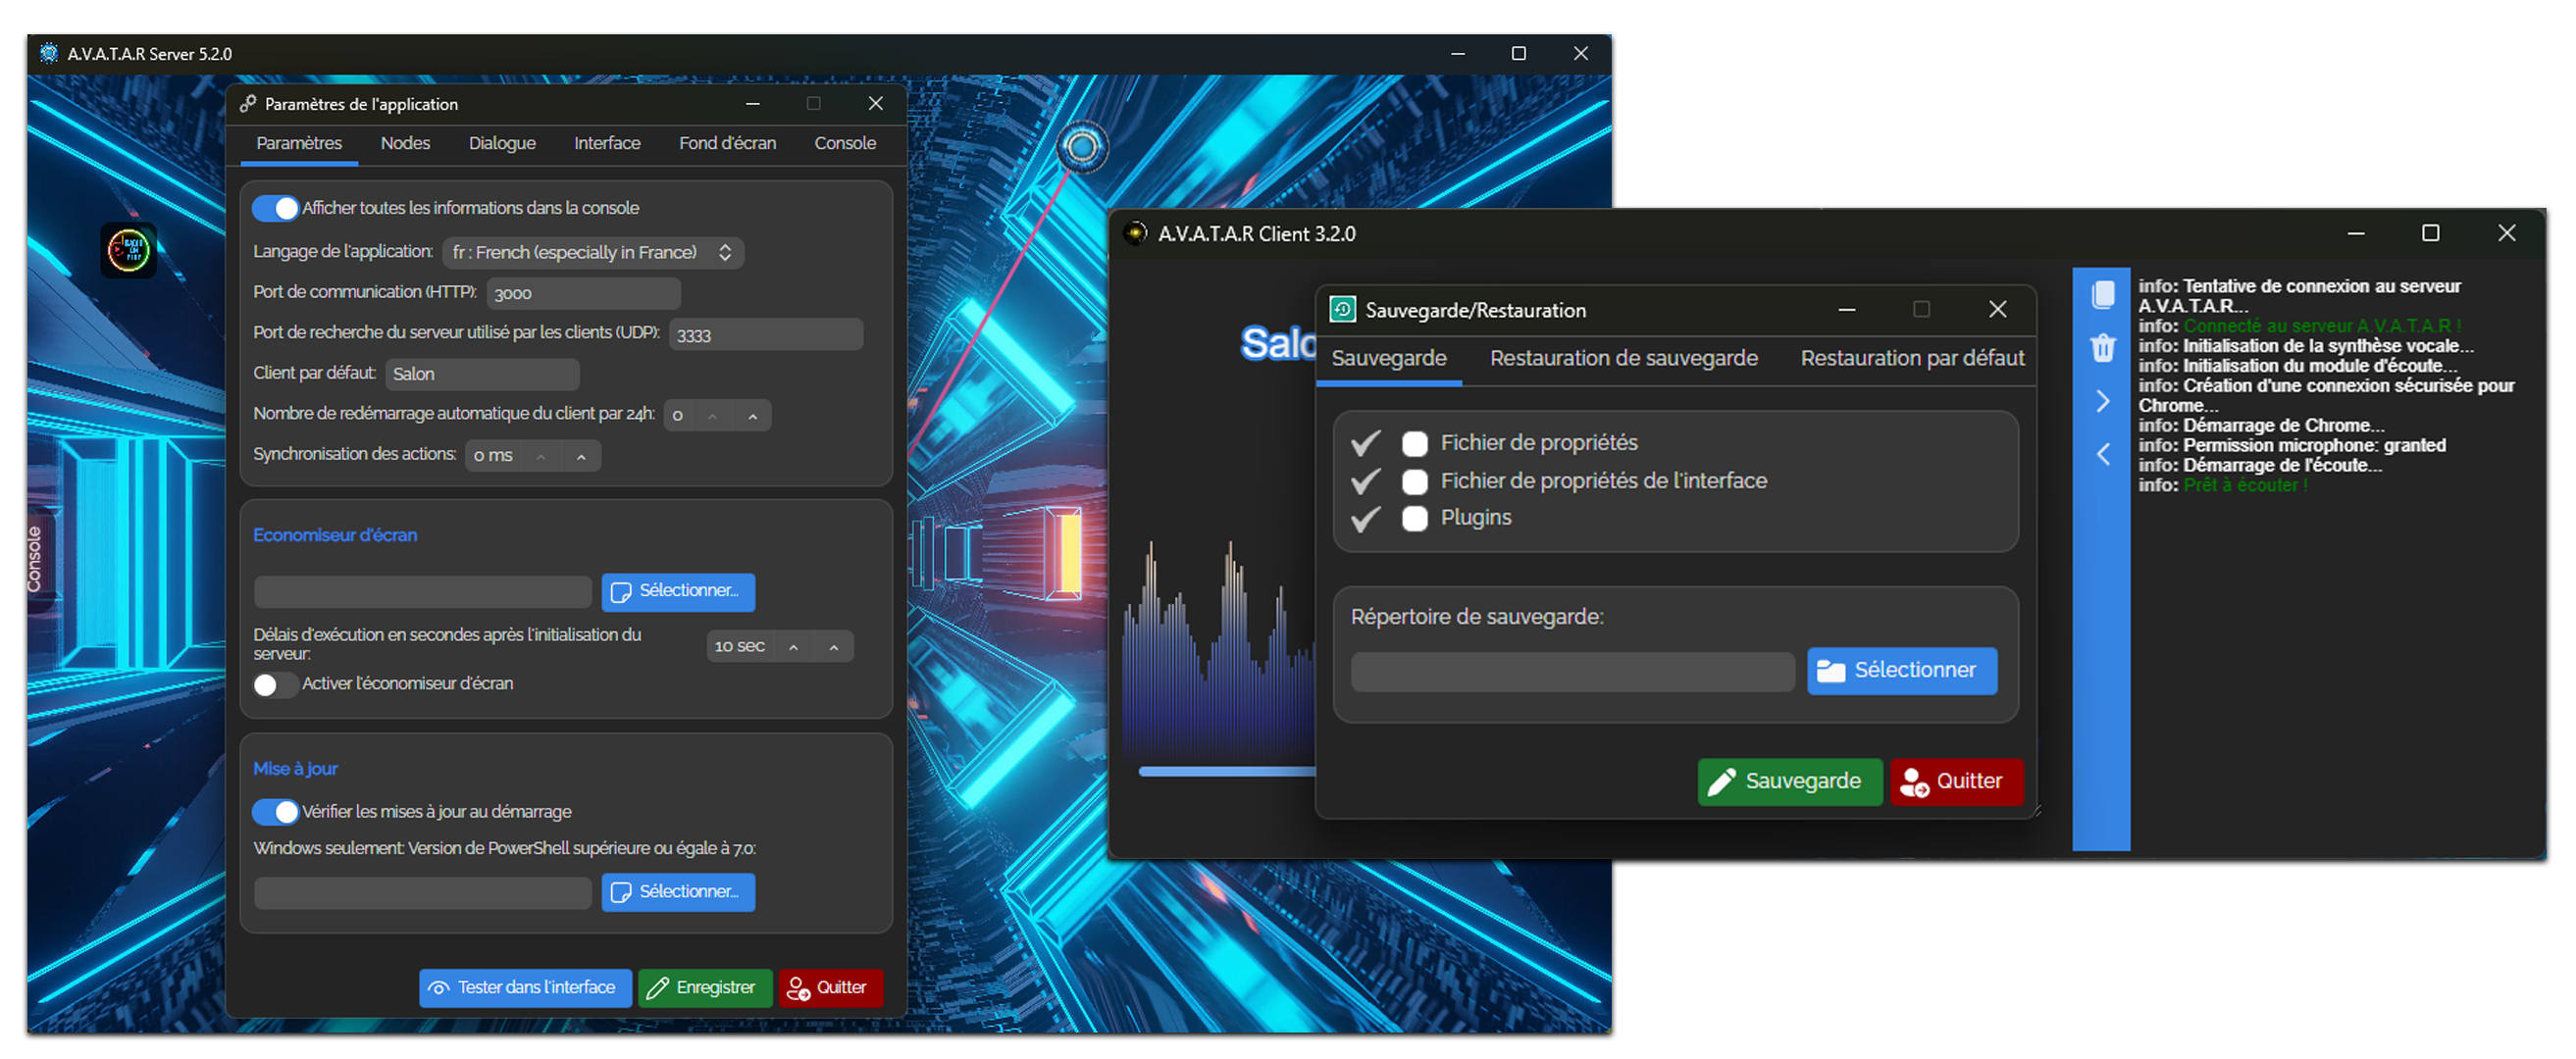 A.V.A.T.A.R Server 5.2.0
Paramètres de l'application
Paramètres Nodes Dialogue Interface Fond d'écran Console
Afficher toutes les informations dans la console
Langage de l'application: fr : French (especially in France)
Port de communication (HTTP): 3000
Port de recherche du serveur utilisé par les clients (UDP): 3333
Client par défaut: Salon
Nombre de redémarrage automatique du client par 24h: 0
Synchronisation des actions: 0 ms
Economiseur d'écran
Sélectionner...
Délais d'exécution en secondes après l'initialisation du
serveur:
10 sec
Activer l'économiseur d'écran
Mise à jour
Vérifier les mises à jour au démarrage
Windows seulement: Version de PowerShell supérieure ou égale à 7.0:
Sélectionner...
Tester dans l'interface Enregistrer Quitter
Console
A.V.A.T.A.R Client 3.2.0
Salo
Sauvegarde/Restauration
Sauvegarde Restauration de sauvegarde Restauration par défaut
Fichier de propriétés
Fichier de propriétés de l'interface
Plugins
Répertoire de sauvegarde:
Sélectionner
Sauvegarde Quitter
info: Tentative de connexion au serveur
A.V.A.T.A.R...
info: Connecté au serveur A.V.A.T.A.R !
info: Initialisation de la synthèse vocale...
info: Initialisation du module d'écoute...
info: Création d'une connexion sécurisée pour
Chrome...
info: Démarrage de Chrome...
info: Permission microphone: granted
info: Démarrage de l'écoute...
info: Prêt à écouter !